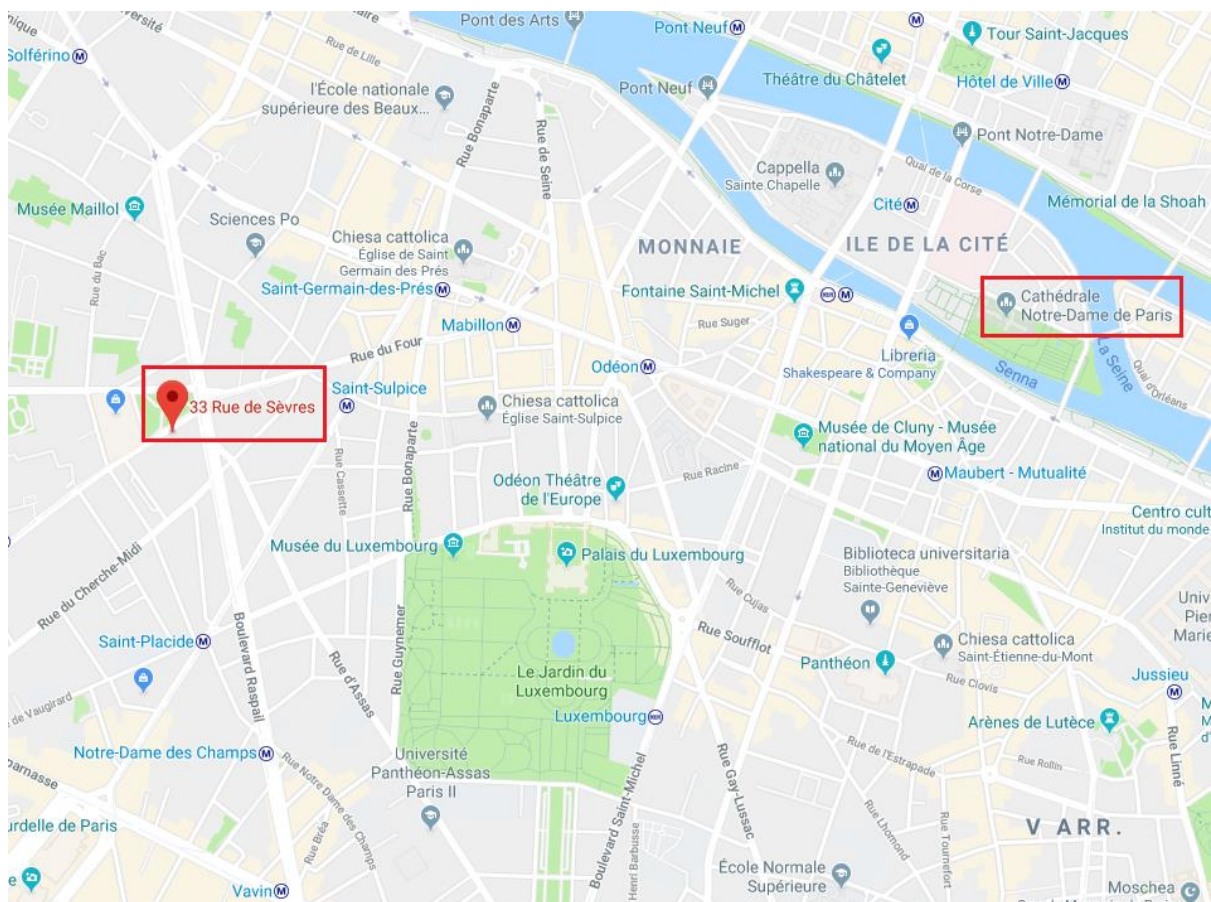 Pont des Arts
Pont Neuf
Tour Saint-Jacques
Solférino
Université
Rue de Lille
Théâtre du Châtelet
Hôtel de Ville
l'École nationale
supérieure des Beaux...
Rue Bonaparte
Rue de Seine
Pont Neuf
Pont Notre-Dame
Quai de la Corse
Cappella
Sainte Chapelle
Cité
Mémorial de la Shoah
Musée Maillol
Sciences Po
Chiesa cattolica
Église de Saint
Germain des Prés
Saint-Germain-des-Prés
MONNAIE
ILE DE LA CITÉ
Rue du Bac
Fontaine Saint-Michel
RER
Cathédrale
Notre-Dame de Paris
Mabillon
Rue Suger
Libreria
Shakespeare & Company
Senna
La Seine
Quai d'Orléans
Rue du Four
Odéon
33 Rue de Sèvres
Saint-Sulpice
Chiesa cattolica
Église Saint-Sulpice
Musée de Cluny - Musée
national du Moyen Âge
Rue Cassette
Rue Bonaparte
Rue Racine
Maubert - Mutualité
Odéon Théâtre
de l'Europe
Centro cult
Institut du monde
Rue du Cherche-Midi
Musée du Luxembourg
Palais du Luxembourg
Biblioteca universitaria
Bibliothèque
Sainte-Geneviève
Rue Cujas
Univ
Pier
Marie
Saint-Placide
Boulevard Raspail
Rue d'Assas
Rue Guynemer
Rue Soufflot
Panthéon
Chiesa cattolica
Saint-Étienne-du-Mont
Le Jardin du
Luxembourg
Rue Clovis
Jussieu
de Vaugirard
Luxembourg
RER
Arènes de Lutèce
Rue Linné
Notre-Dame des Champs
Université
Panthéon-Assas
Paris II
Rue de l'Estrapade
Rue Rollin
Rue Notre Dame des Champs
Boulevard Saint-Michel
Rue Gay-Lussac
parnasse
urdelle de Paris
Rue Bréa
Henri Barbusse
Rue Lhomond
Rue Tournefort
V ARR.
École Normale
Supérieure
Vavin
Moschea